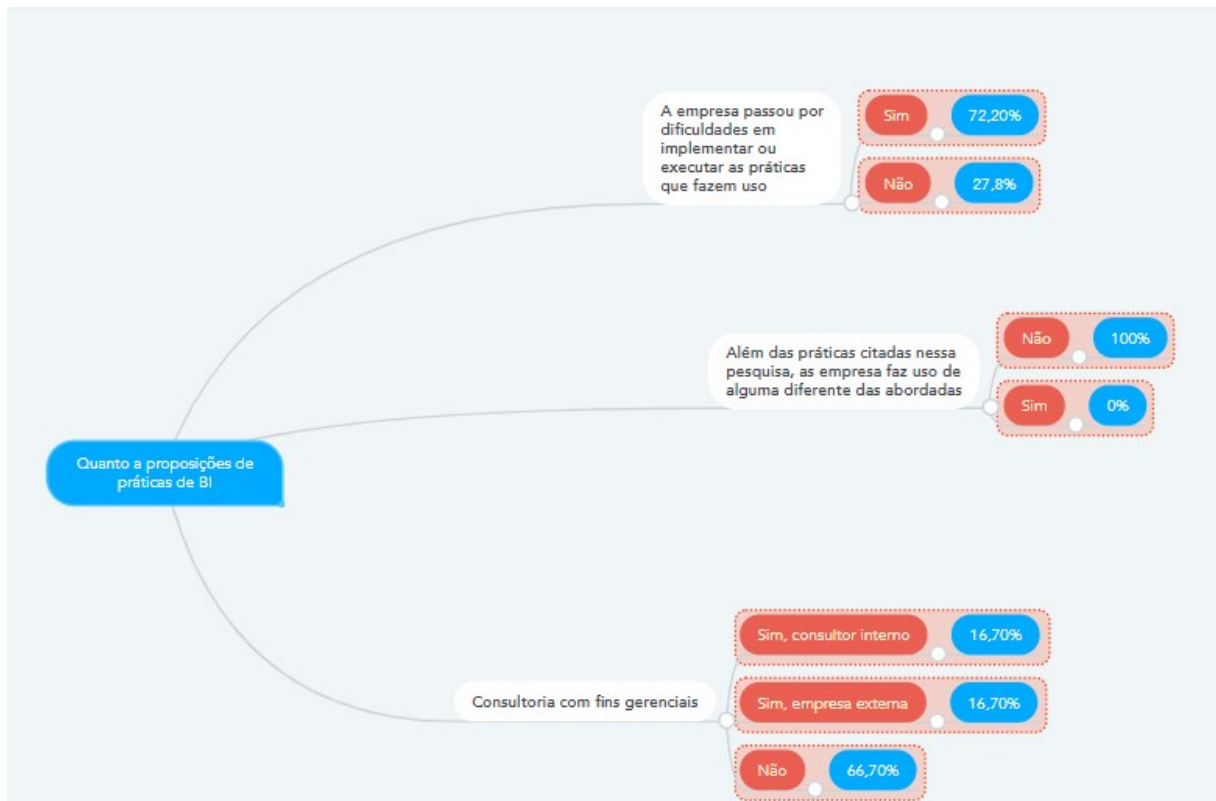 A empresa passou por
dificuldades em
implementar ou
executar as práticas
que fazem uso
Sim 72,20%
Não 27,8%
Além das práticas citadas nessa
pesquisa, as empresa faz uso de
alguma diferente das abordadas
Não 100%
Sim 0%
Quanto a proposições de
práticas de BI
Consultoria com fins gerenciais
Sim, consultor interno 16,70%
Sim, empresa externa 16,70%
Não 66,70%